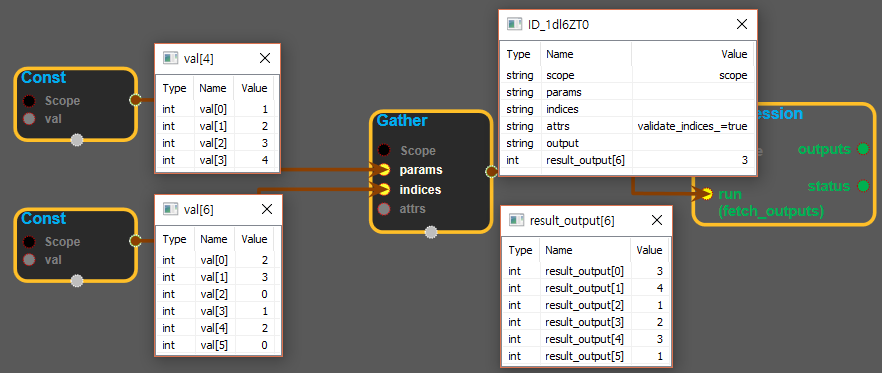 Const
Scope
val
val[4]
Type Name Value
int val[0] 1
int val[1] 2
int val[2] 3
int val[3] 4
Const
Scope
val
val[6]
Type Name Value
int val[0] 2
int val[1] 3
int val[2] 0
int val[3] 1
int val[4] 2
int val[5] 0
Gather
Scope
params
indices
attrs
ID_1dl6ZT0
Type Name Value
string scope scope
string params
string indices
string attrs validate_indices_=true
string output
int result_output[6] 3
ession
outputs
status
run
(fetch_outputs)
result_output[6]
Type Name Value
int result_output[0] 3
int result_output[1] 4
int result_output[2] 1
int result_output[3] 2
int result_output[4] 3
int result_output[5] 1